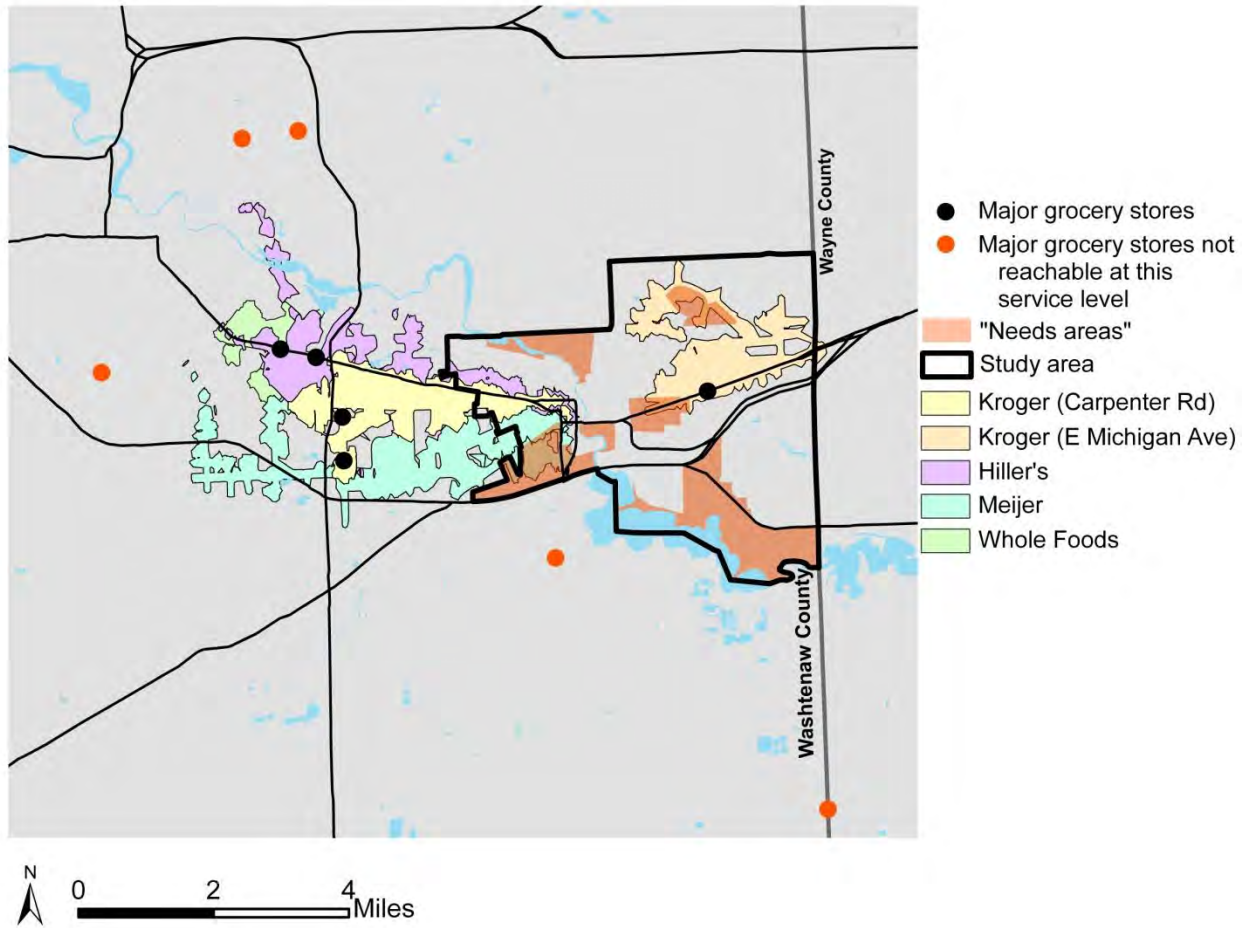 Wayne County
Washtenaw County
Major grocery stores
Major grocery stores not
reachable at this
service level
"Needs areas"
Study area
Kroger (Carpenter Rd)
Kroger (E Michigan Ave)
Hiller's
Meijer
Whole Foods
N
0 2 4
Miles